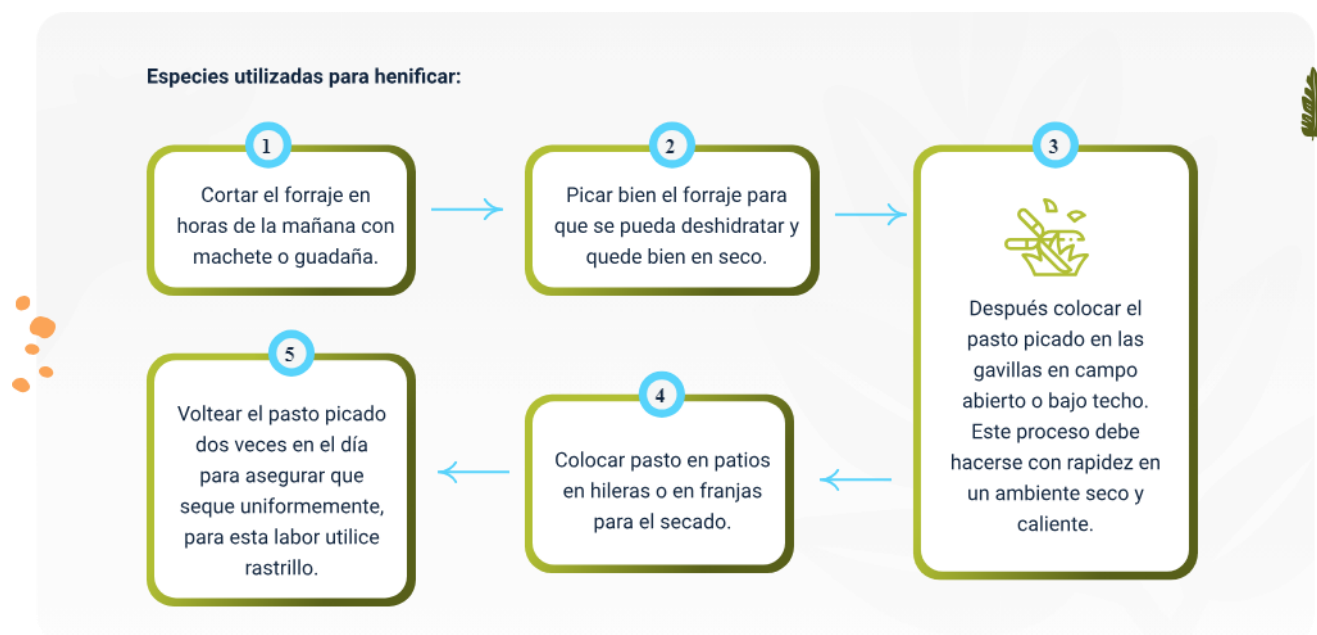 Especies utilizadas para henificar:
1
Cortar el forraje en
horas de la mañana con
machete o guadaña.
2
Picar bien el forraje para
que se pueda deshidratar y
quede bien en seco.
3
Después colocar el
pasto picado en las
gavillas en campo
abierto o bajo techo.
Este proceso debe
hacerse con rapidez en
un ambiente seco y
caliente.
4
Colocar pasto en patios
en hileras o en franjas
para el secado.
5
Voltear el pasto picado
dos veces en el día
para asegurar que
seque uniformemente,
para esta labor utilice
rastrillo.